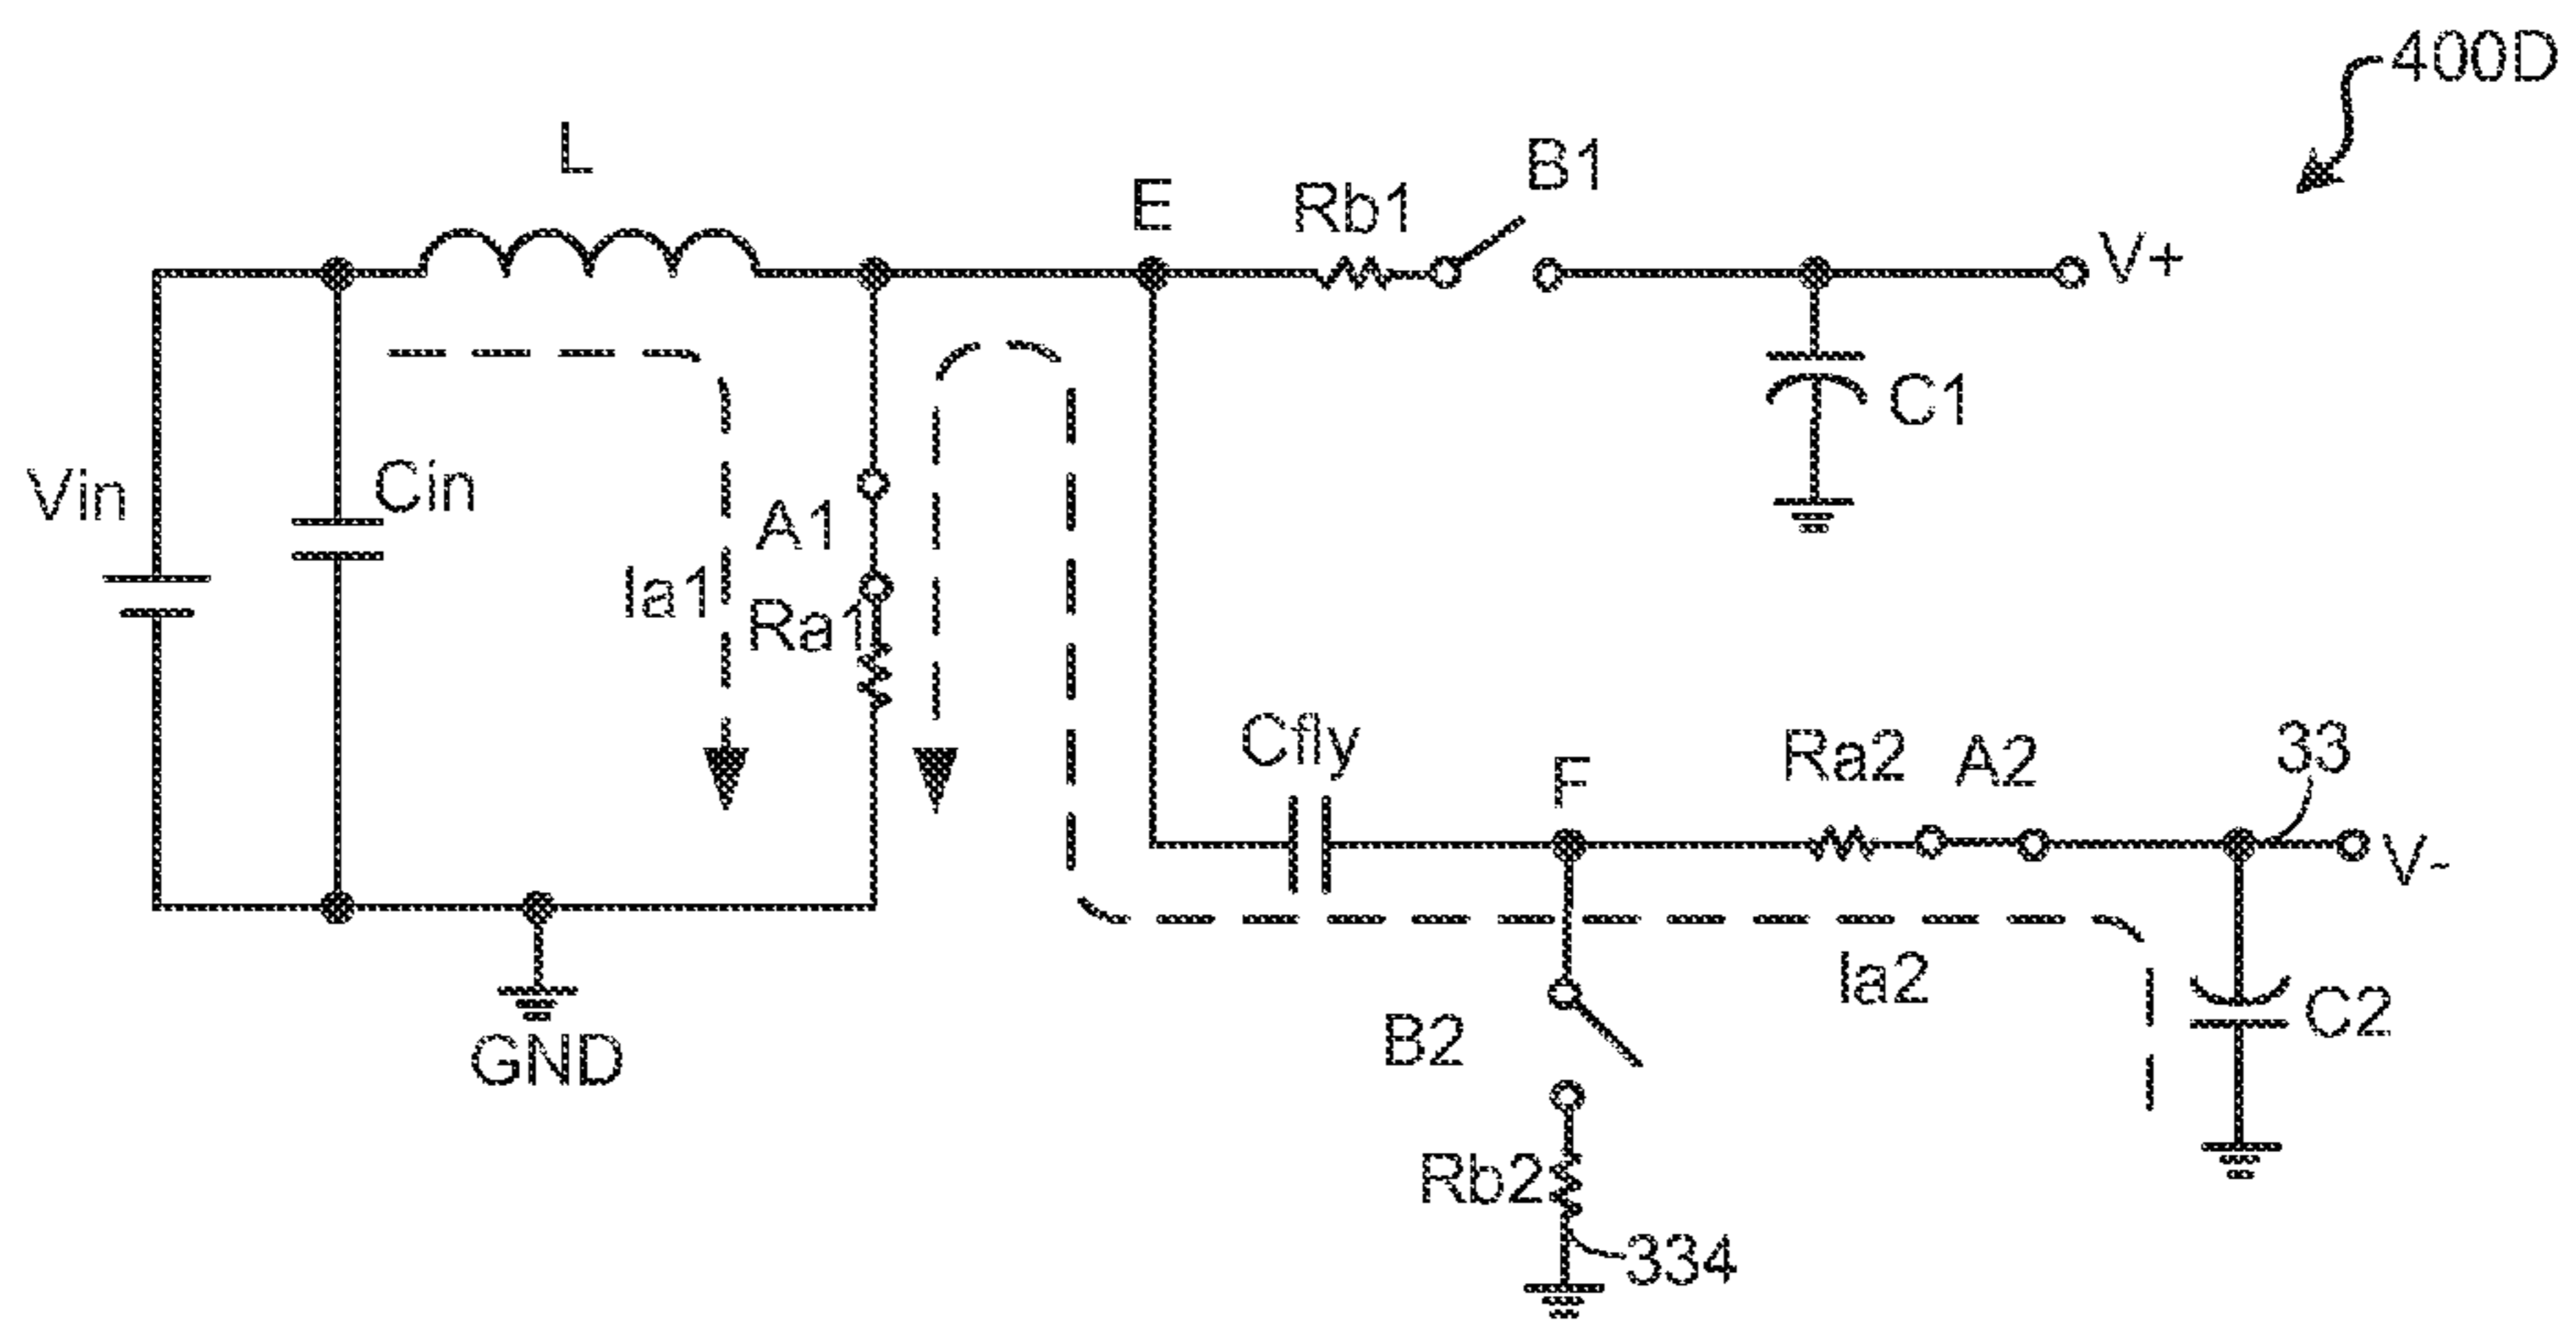 400D
L
E
Rb1
B1
V+
C1
Vin
Cin
A1
Ia1
Ra1
Cfly
F
Ra2
A2
33
V-
Ia2
C2
B2
GND
Rb2
334